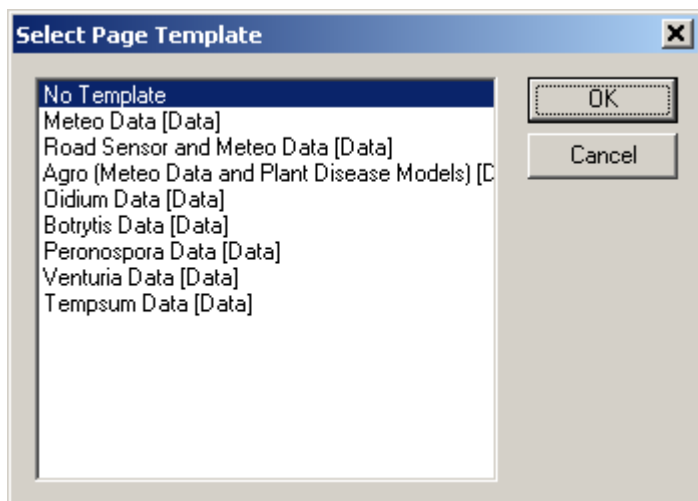 Select Page Template
No Template
Meteo Data [Data]
Road Sensor and Meteo Data [Data]
Agro (Meteo Data and Plant Disease Models) [D
Oidium Data [Data]
Botrytis Data [Data]
Peronospora Data [Data]
Venturia Data [Data]
Tempsum Data [Data]
OK
Cancel